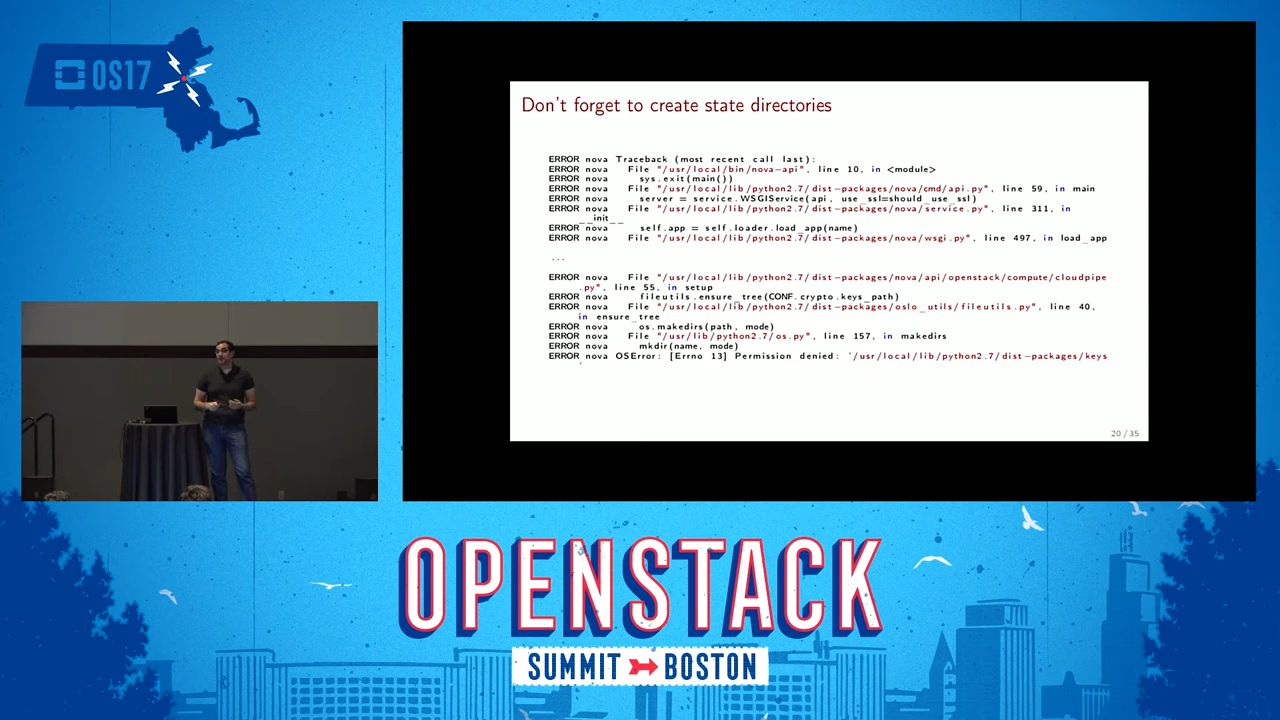 OS17
Don't forget to create state directories
ERROR nova Traceback (most recent call last):
ERROR nova File "/usr/local/bin/nova-api", line 10, in <module>
ERROR nova sys.exit(main())
ERROR nova File "/usr/local/lib/python2.7/dist-packages/nova/cmd/api.py", line 59, in main
ERROR nova server = service.WSGIService(api, use_ssl=should_use_ssl)
ERROR nova File "/usr/local/lib/python2.7/dist-packages/nova/service.py", line 311, in
__init__
ERROR nova self.app = self.loader.load_app(name)
ERROR nova File "/usr/local/lib/python2.7/dist-packages/nova/wsgi.py", line 497, in load_app
...
ERROR nova File "/usr/local/lib/python2.7/dist-packages/nova/api/openstack/compute/cloudpipe
.py", line 55, in setup
ERROR nova fileutils.ensure_tree(CONF.crypto.keys_path)
ERROR nova File "/usr/local/lib/python2.7/dist-packages/oslo_utils/fileutils.py", line 40,
in ensure_tree
ERROR nova os.makedirs(path, mode)
ERROR nova File "/usr/lib/python2.7/os.py", line 157, in makedirs
ERROR nova mkdir(name, mode)
ERROR nova OSError: [Errno 13] Permission denied: '/usr/local/lib/python2.7/dist-packages/keys
'
20 / 35
OPENSTACK
SUMMIT BOSTON